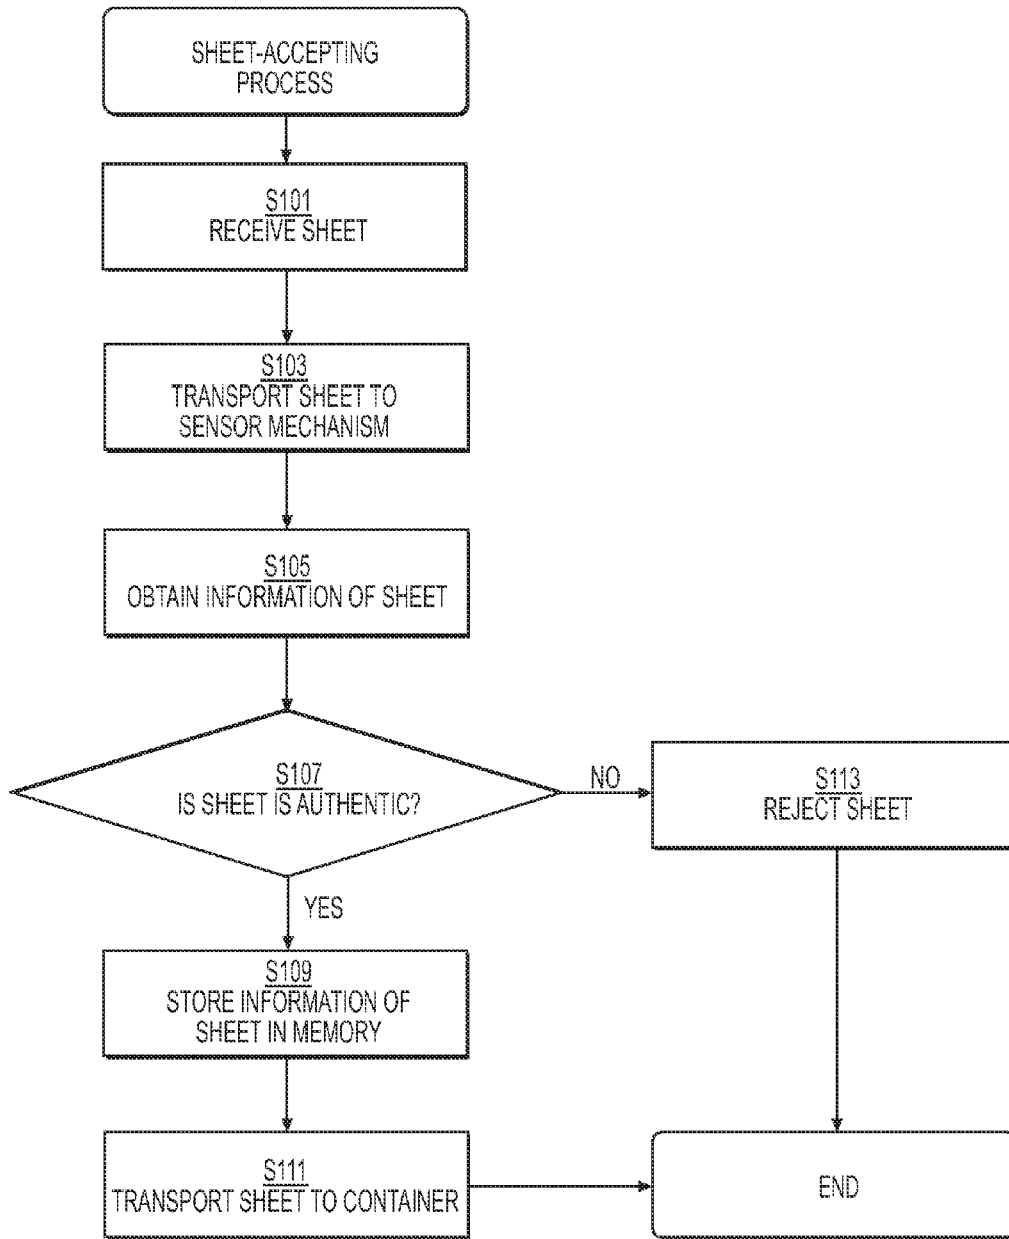 SHEET-ACCEPTING
PROCESS
S101
RECEIVE SHEET
S103
TRANSPORT SHEET TO
SENSOR MECHANISM
S105
OBTAIN INFORMATION OF SHEET
S107
IS SHEET IS AUTHENTIC?
NO
S113
REJECT SHEET
YES
S109
STORE INFORMATION OF
SHEET IN MEMORY
S111
TRANSPORT SHEET TO CONTAINER
END